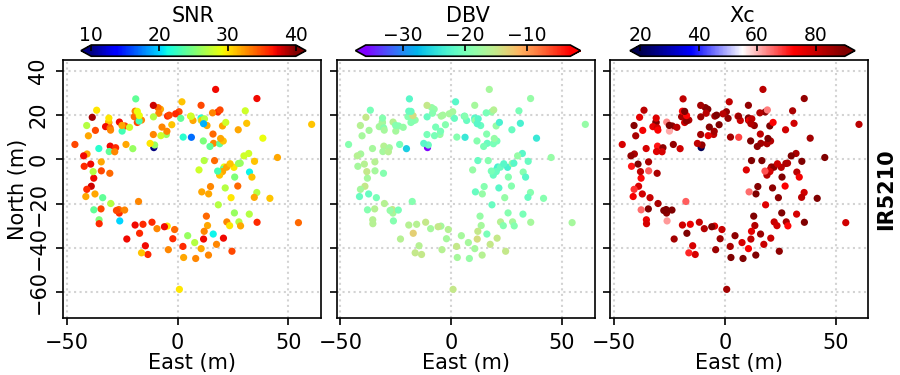 SNR DBV Xc
10 20 30 40 −30 −20 −10 20 40 60 80
40
20
0
−20
−40
−60
North (m)
−50 0 50 −50 0 50 −50 0 50
East (m) East (m) East (m)
IR5210